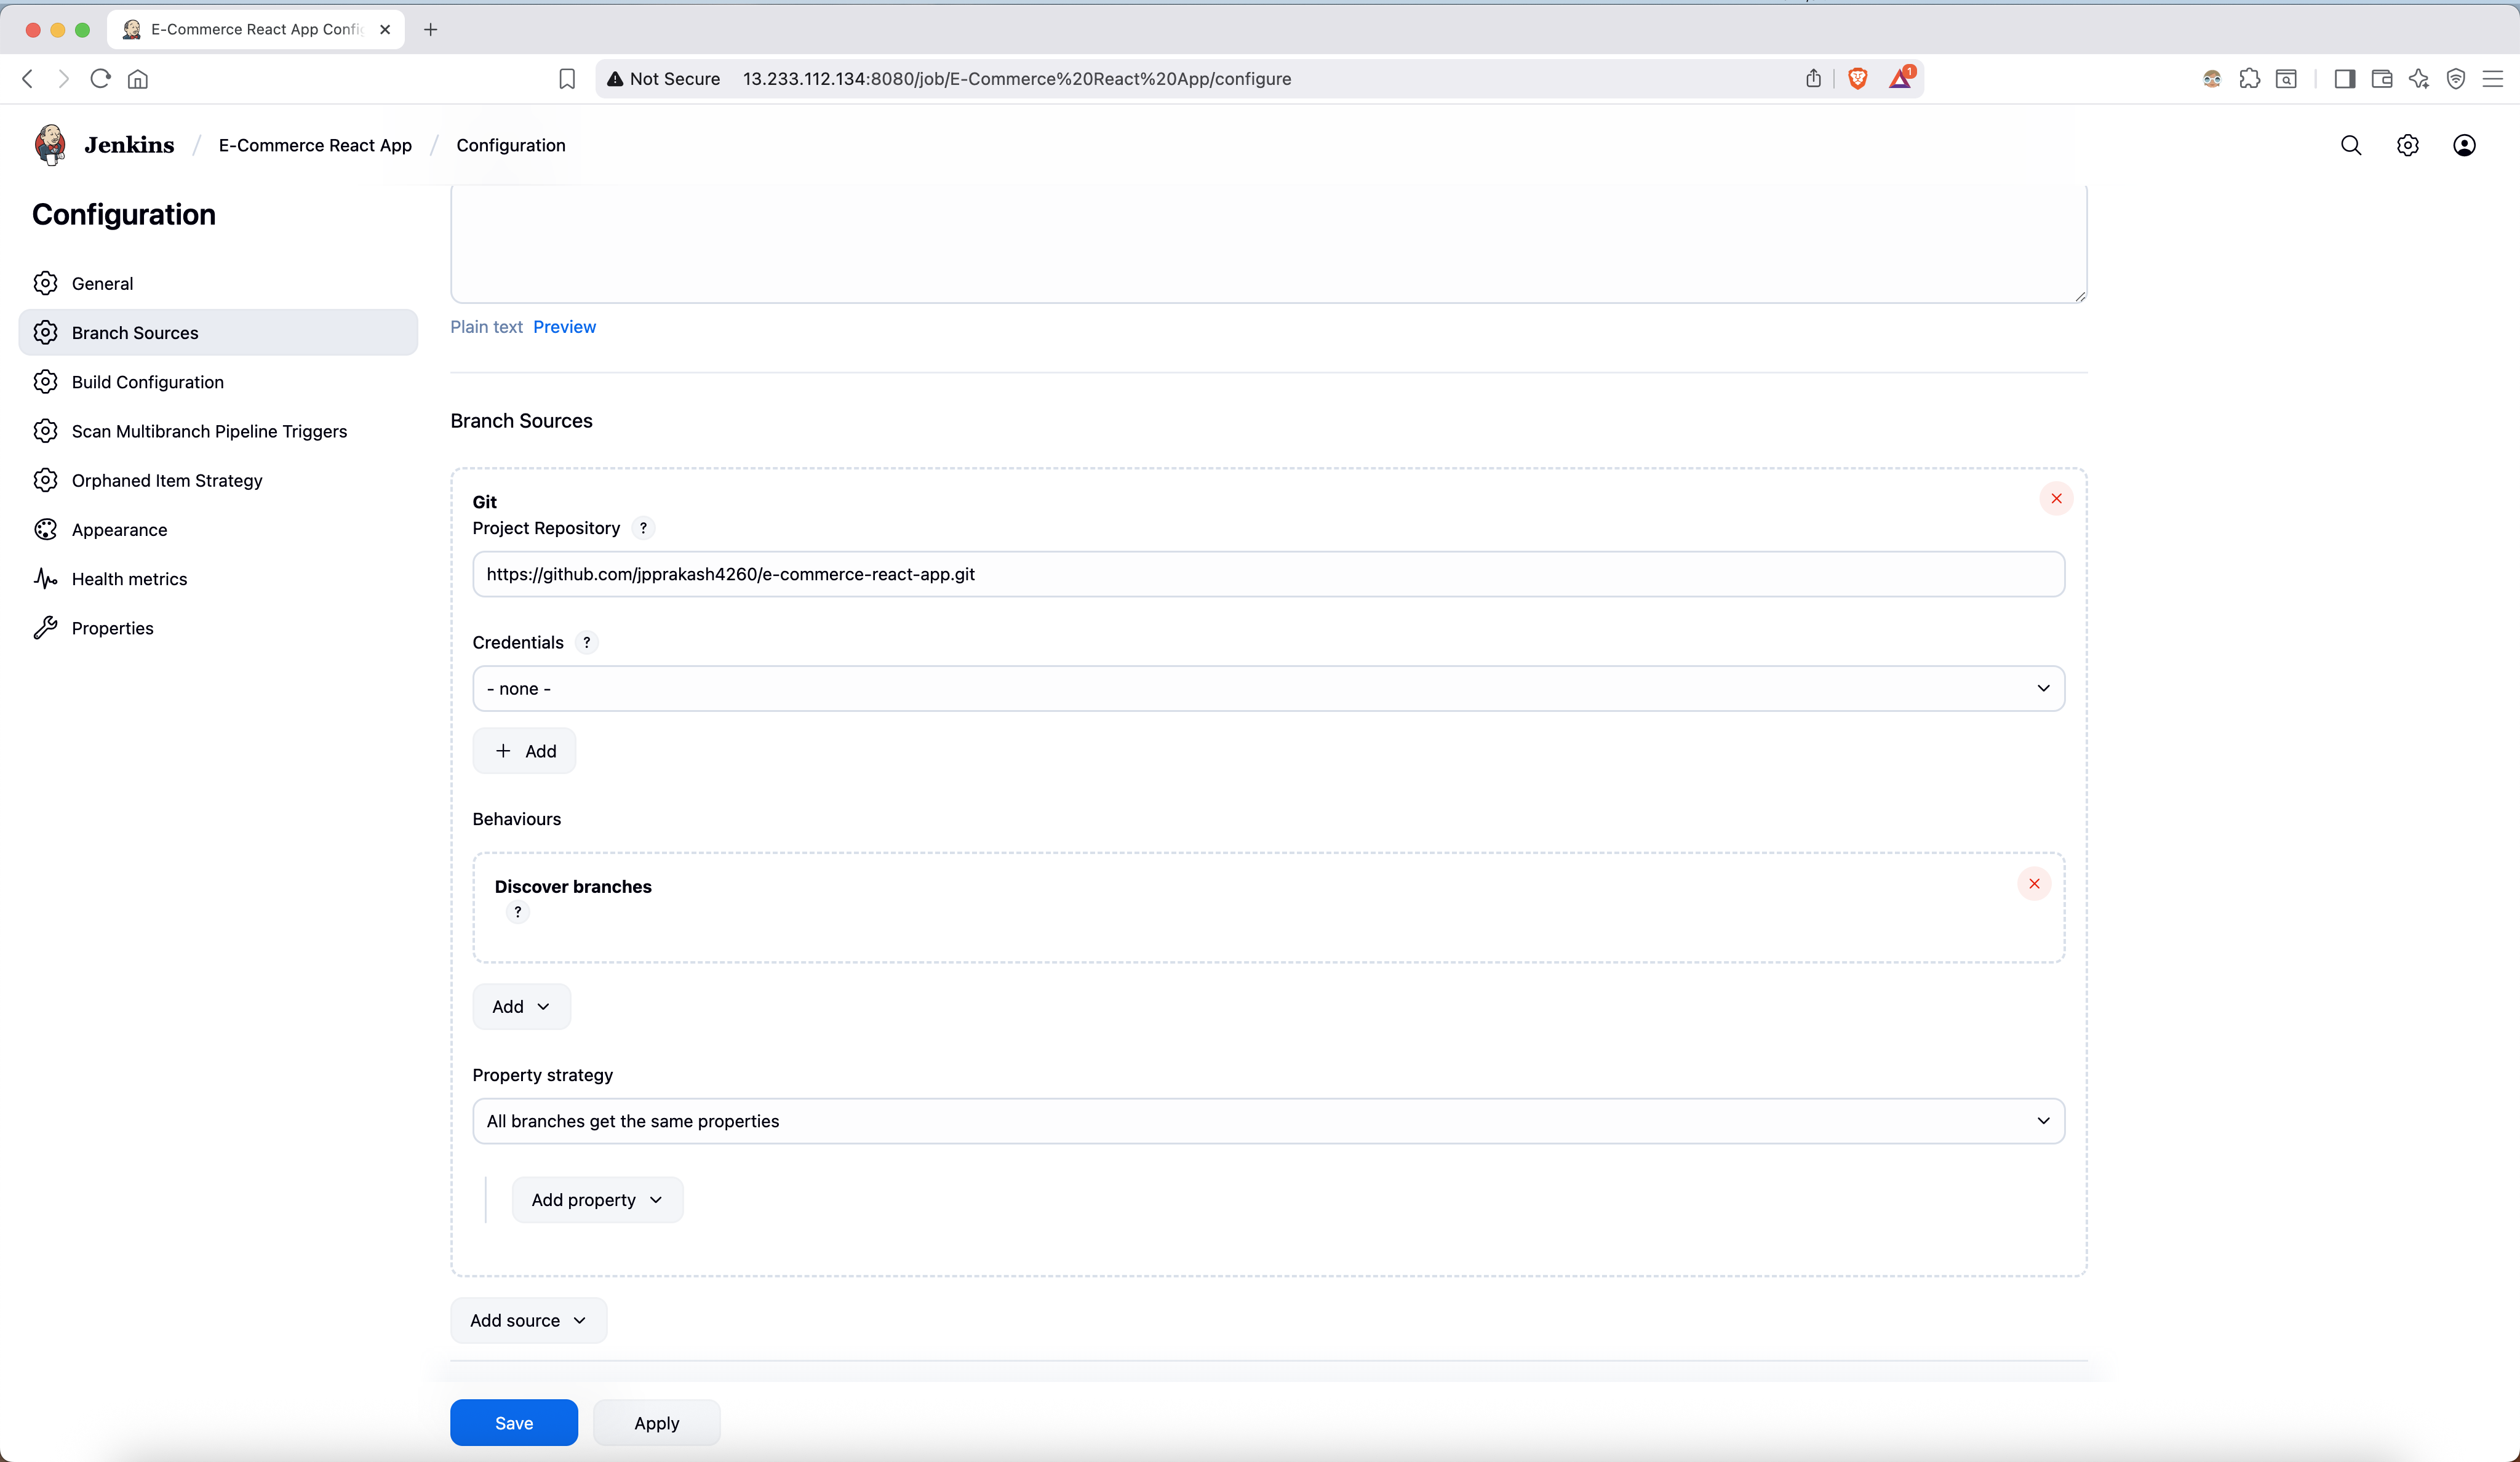 E-Commerce React App Confi
Not Secure 13.233.112.134:8080/job/E-Commerce%20React%20App/configure
1
Jenkins / E-Commerce React App / Configuration
Configuration
General
Branch Sources
Build Configuration
Scan Multibranch Pipeline Triggers
Orphaned Item Strategy
Appearance
Health metrics
Properties
Plain text Preview
Branch Sources
Git
Project Repository ?
https://github.com/jpprakash4260/e-commerce-react-app.git
Credentials ?
- none -
+ Add
Behaviours
Discover branches
?
Add
Property strategy
All branches get the same properties
Add property
Add source
Save Apply